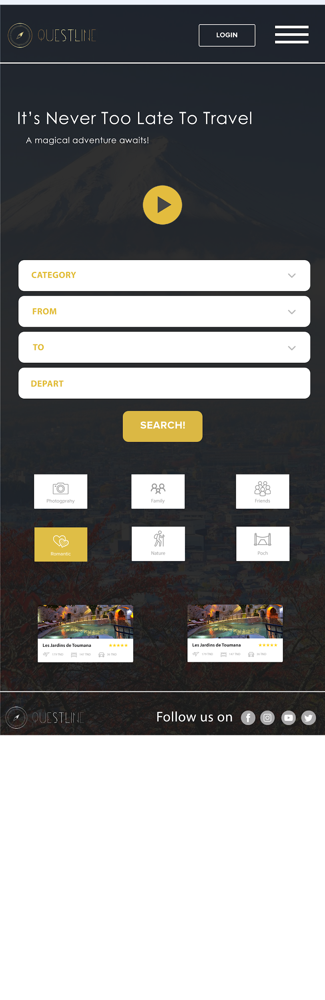 QUESTLINE
LOGIN
It’s Never Too Late To Travel
A magical adventure awaits!
CATEGORY
FROM
TO
DEPART
SEARCH!
Photogprahy
Family
Friends
Romantic
Nature
Poch
Les Jardins de Toumana
179 TND
147 TND
36 TND
Les Jardins de Toumana
179 TND
147 TND
36 TND
QUESTLINE
Follow us on